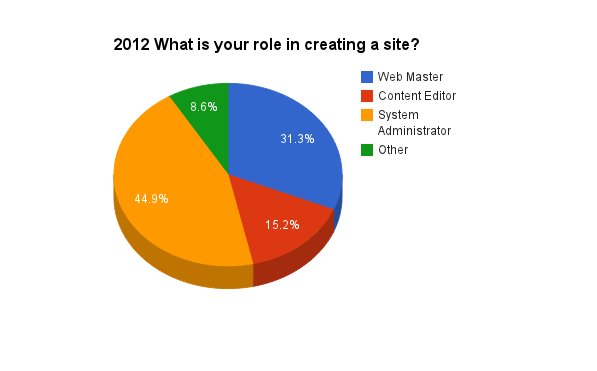 2012 What is your role in creating a site?
Web Master
Content Editor
System
Administrator
Other
8.6%
31.3%
44.9%
15.2%